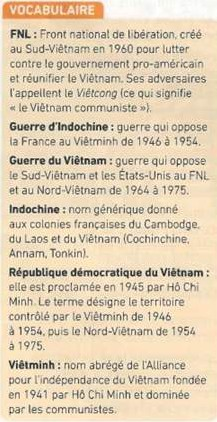 VOCABULAIRE
FNL : Front national de libération, créé
au Sud-Viêtnam en 1960 pour lutter
contre le gouvernement pro-américain
et réunifier le Viêtnam. Ses adversaires
l'appellent le Viêtcong (ce qui signifie
« le Viêtnam communiste »).
Guerre d'Indochine : guerre qui oppose
la France au Viêtminh de 1946 à 1954.
Guerre du Viêtnam : guerre qui oppose
le Sud-Viêtnam et les États-Unis au FNL
et au Nord-Viêtnam de 1964 à 1975.
Indochine : nom générique donné
aux colonies françaises du Cambodge,
du Laos et du Viêtnam (Cochinchine,
Annam, Tonkin).
République démocratique du Viêtnam :
elle est proclamée en 1945 par Hô Chi
Minh. Le terme désigne le territoire
contrôlé par le Viêtminh de 1946
à 1954, puis le Nord-Viêtnam de 1954
à 1975.
Viêtminh : nom abrégé de l'Alliance
pour l'indépendance du Viêtnam fondée
en 1941 par Hô Chi Minh et dominée
par les communistes.